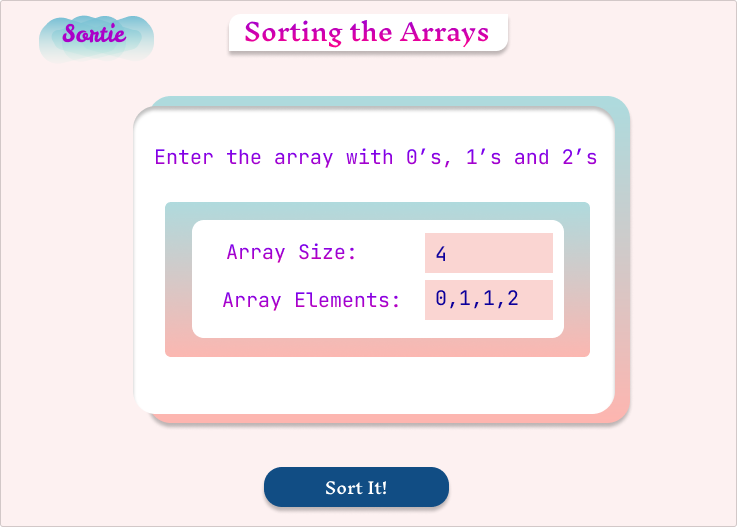 Sortie
Sorting the Arrays
Enter the array with 0’s, 1’s and 2’s
Array Size: 4
Array Elements: 0,1,1,2
Sort It!